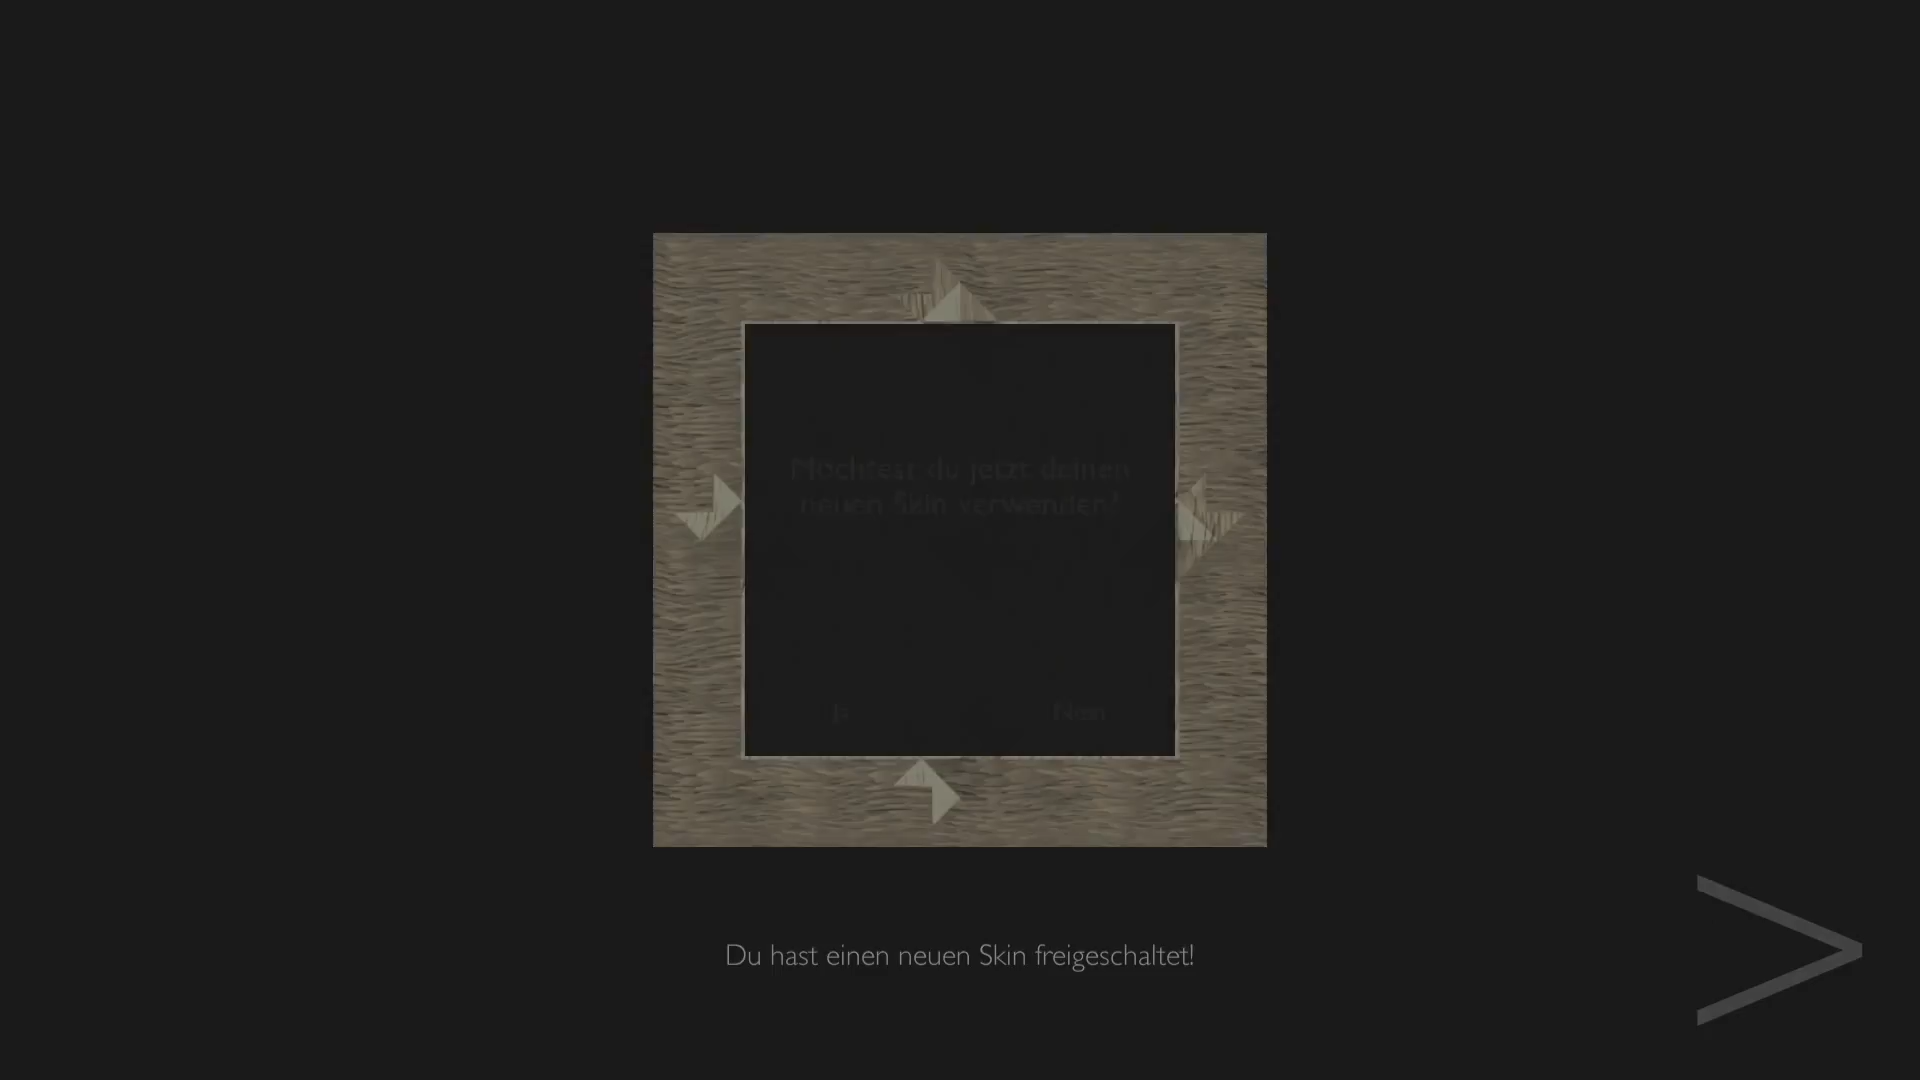 Möchtest du jetzt deinen
neuen Skin verwenden?
Ja
Nein
Du hast einen neuen Skin freigeschaltet!